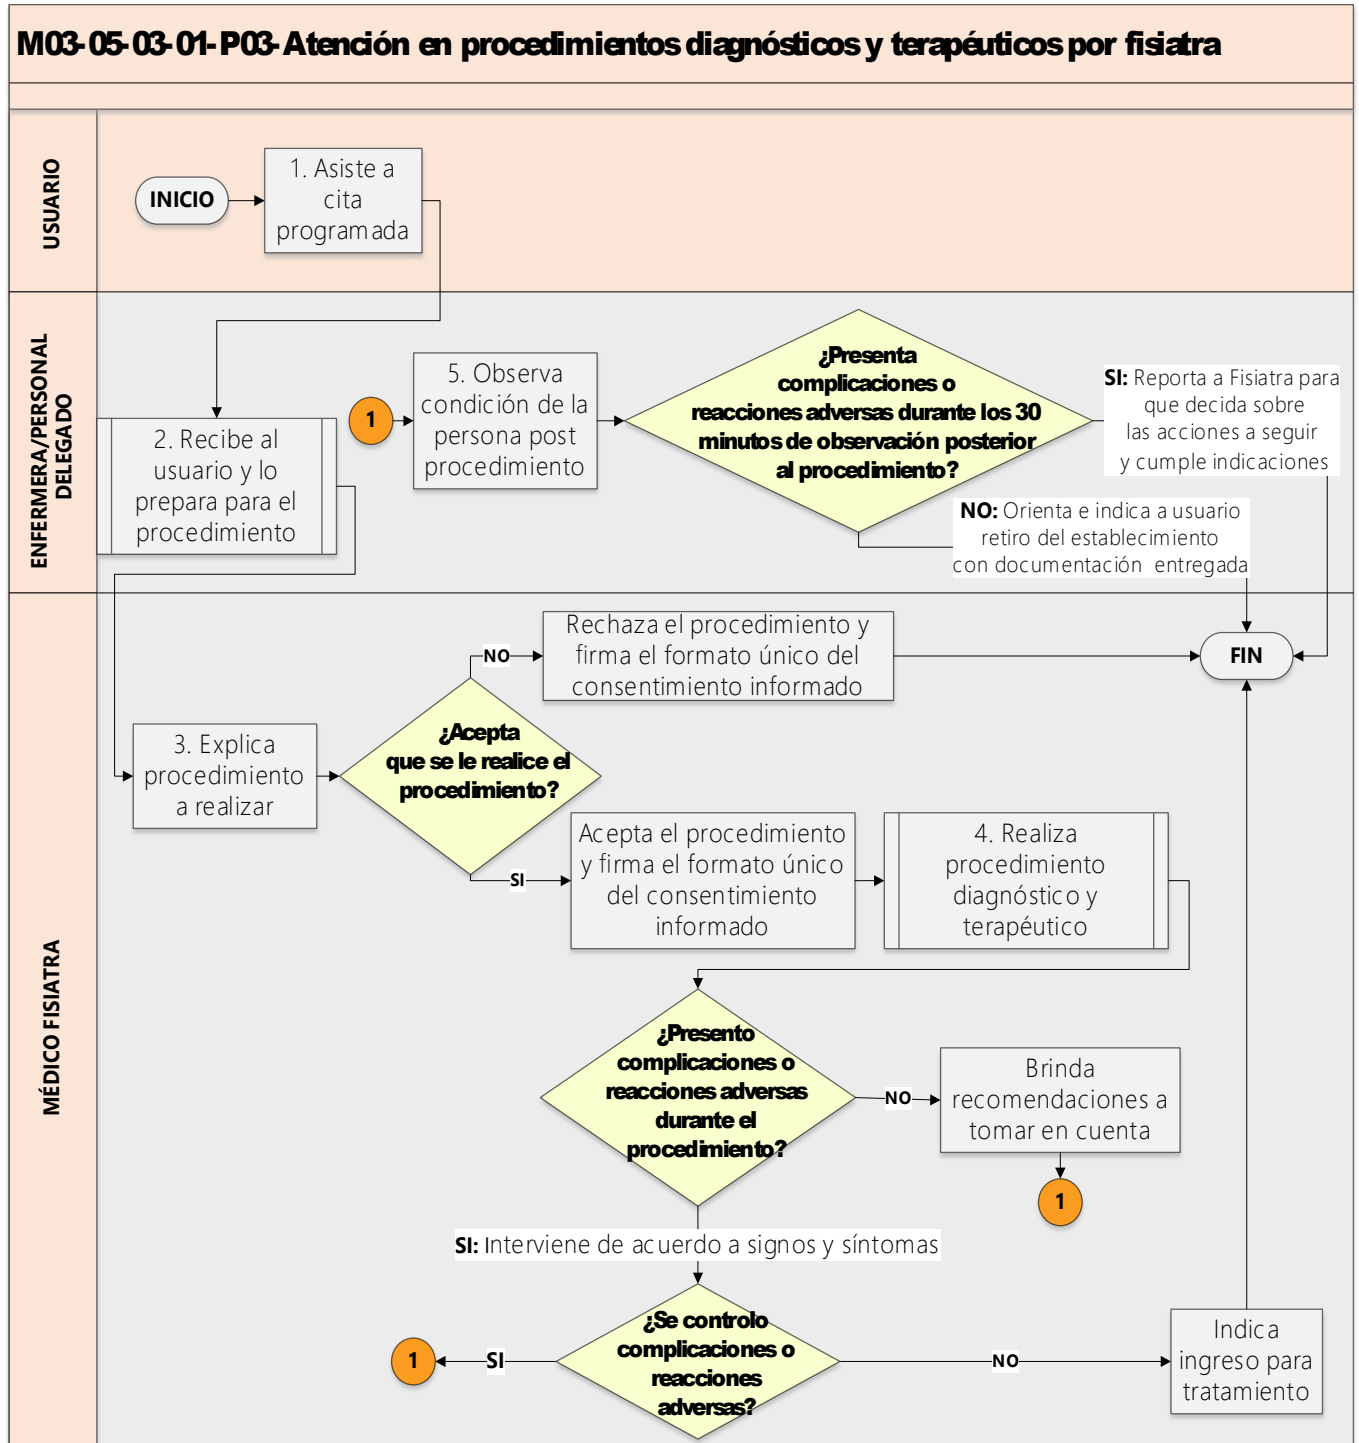 M03-05-03-01-P03-Atención en procedimientos diagnósticos y terapéuticos por fisiatra
USUARIO
INICIO
1. Asiste a
cita
programada
ENFERMERA/PERSONAL
DELEGADO
2. Recibe al
usuario y lo
prepara para el
procedimiento
1
5. Observa
condición de la
persona post
procedimiento
¿Presenta
complicaciones o
reacciones adversas durante los 30
minutos de observación posterior
al procedimiento?
SI: Reporta a Fisiatra para
que decida sobre
las acciones a seguir
y cumple indicaciones
NO: Orienta e indica a usuario
retiro del establecimiento
con documentación entregada
MÉDICO FISIATRA
3. Explica
procedimiento
a realizar
¿Acepta
que se le realice el
procedimiento?
NO
Rechaza el procedimiento y
firma el formato único del
consentimiento informado
FIN
SI
Acepta el procedimiento
y firma el formato único
del consentimiento
informado
4. Realiza
procedimiento
diagnóstico y
terapéutico
¿Presento
complicaciones o
reacciones adversas
durante el
procedimiento?
NO
Brinda
recomendaciones a
tomar en cuenta
1
SI: Interviene de acuerdo a signos y síntomas
¿Se controlo
complicaciones o
reacciones
adversas?
SI
1
NO
Indica
ingreso para
tratamiento